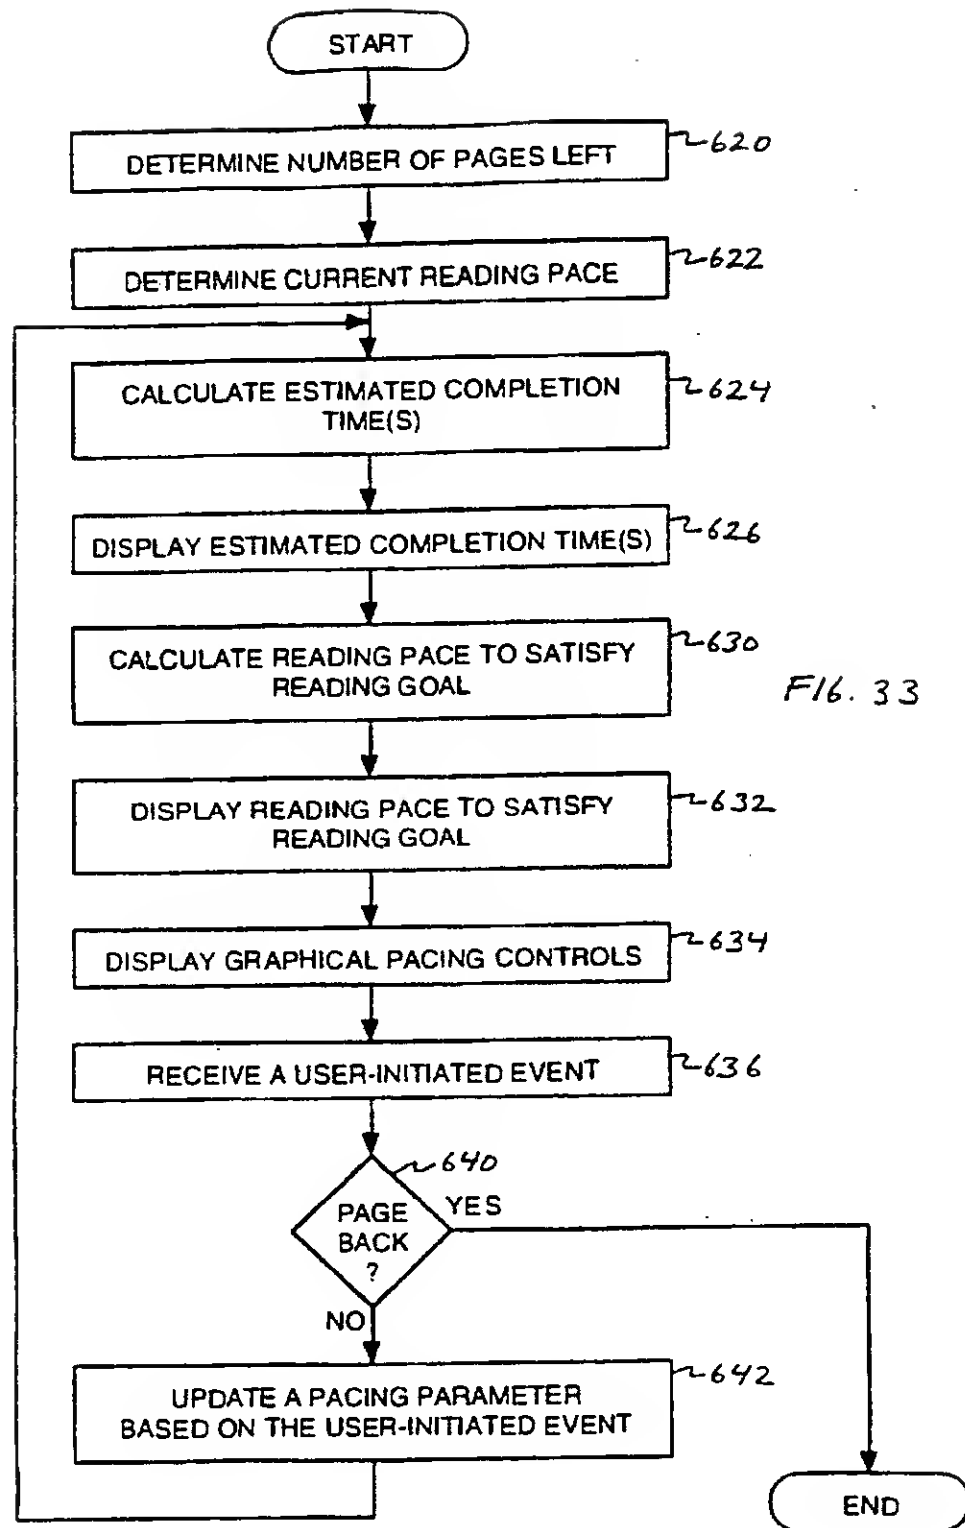 START
DETERMINE NUMBER OF PAGES LEFT
620
DETERMINE CURRENT READING PACE
622
CALCULATE ESTIMATED COMPLETION
TIME(S)
624
DISPLAY ESTIMATED COMPLETION TIME(S)
626
CALCULATE READING PACE TO SATISFY
READING GOAL
630
FIG. 33
DISPLAY READING PACE TO SATISFY
READING GOAL
632
DISPLAY GRAPHICAL PACING CONTROLS
634
RECEIVE A USER-INITIATED EVENT
636
640
PAGE
BACK
?
YES
NO
UPDATE A PACING PARAMETER
BASED ON THE USER-INITIATED EVENT
642
END